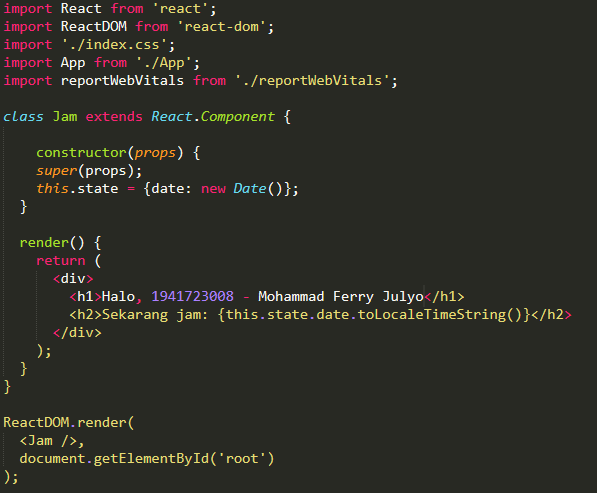 import React from 'react';
import ReactDOM from 'react-dom';
import './index.css';
import App from './App';
import reportWebVitals from './reportWebVitals';

class Jam extends React.Component {

    constructor(props) {
    super(props);
    this.state = {date: new Date()};
  }

  render() {
    return (
      <div>
        <h1>Halo, 1941723008 - Mohammad Ferry Julyo</h1>
        <h2>Sekarang jam: {this.state.date.toLocaleTimeString()}</h2>
      </div>
    );
  }
}

ReactDOM.render(
  <Jam />,
  document.getElementById('root')
);